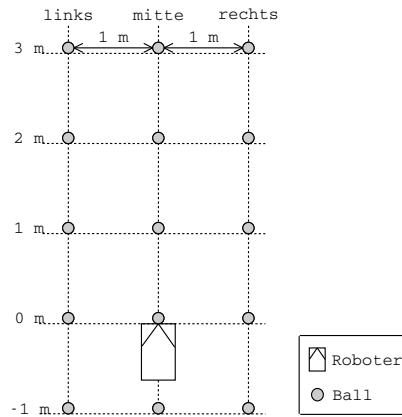 links mitte rechts
3 m
1 m 1 m
2 m
1 m
0 m
-1 m
Roboter
Ball